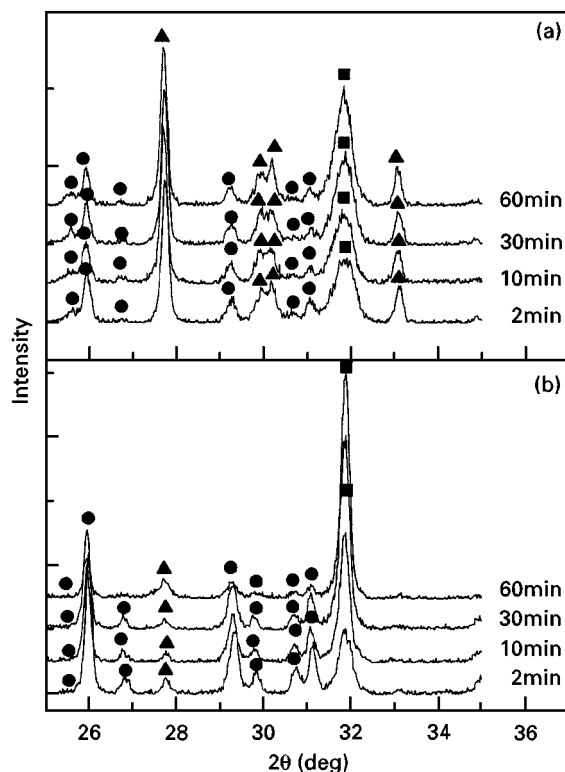 (a)
60min
30min
10min
2min
Intensity
(b)
60min
30min
10min
2min
26 28 30 32 34 36
2θ (deg)